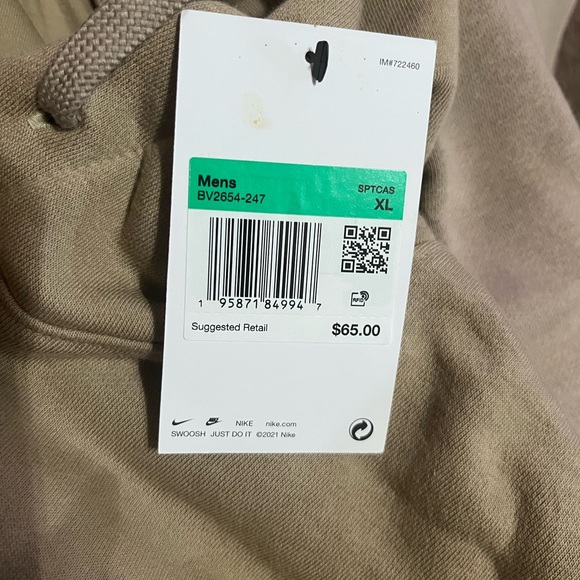 IM#722460
Mens SPTCAS
BV2654-247 XL
1 95871 84994 7
RFID
Suggested Retail $65.00
NIKE nike.com
SWOOSH JUST DO IT ©2021 Nike